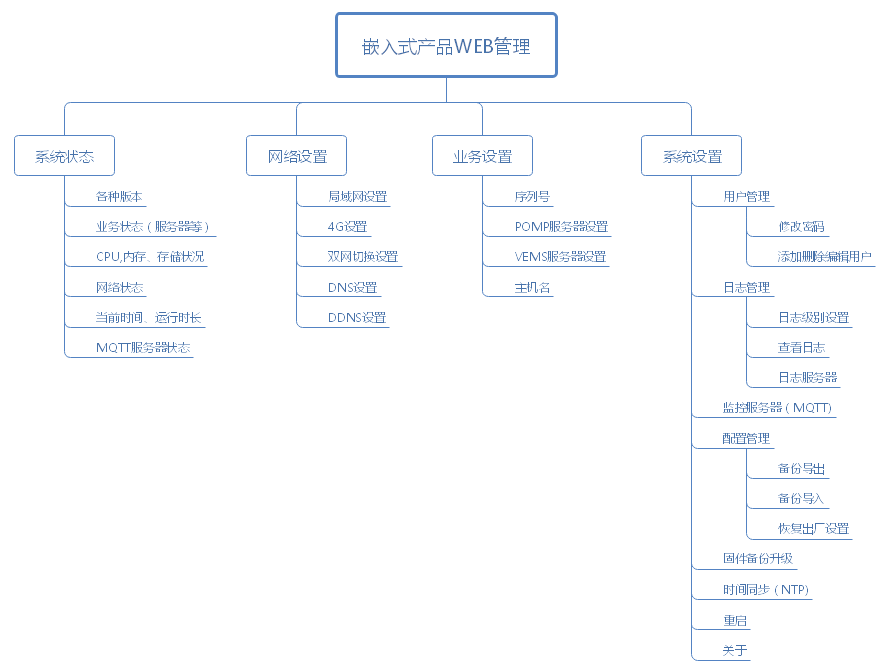 嵌入式产品WEB管理
系统状态
各种版本
业务状态（服务器等）
CPU,内存、存储状况
网络状态
当前时间、运行时长
MQTT服务器状态
网络设置
局域网设置
4G设置
双网切换设置
DNS设置
DDNS设置
业务设置
序列号
POMP服务器设置
VEMS服务器设置
主机名
系统设置
用户管理
修改密码
添加删除编辑用户
日志管理
日志级别设置
查看日志
日志服务器
监控服务器（MQTT)
配置管理
备份导出
备份导入
恢复出厂设置
固件备份升级
时间同步（NTP)
重启
关于